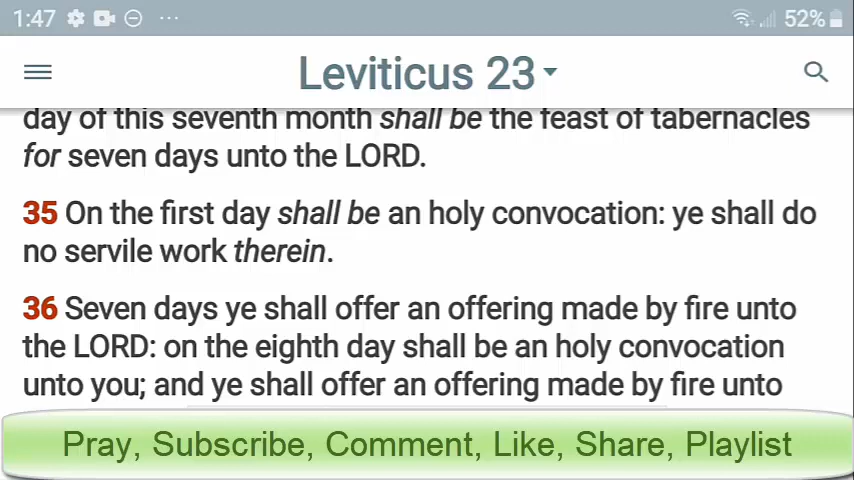 1:47 ... 52%
Leviticus 23
day of this seventh month shall be the feast of tabernacles
for seven days unto the LORD.
35 On the first day shall be an holy convocation: ye shall do
no servile work therein.
36 Seven days ye shall offer an offering made by fire unto
the LORD: on the eighth day shall be an holy convocation
unto you; and ye shall offer an offering made by fire unto
Pray, Subscribe, Comment, Like, Share, Playlist